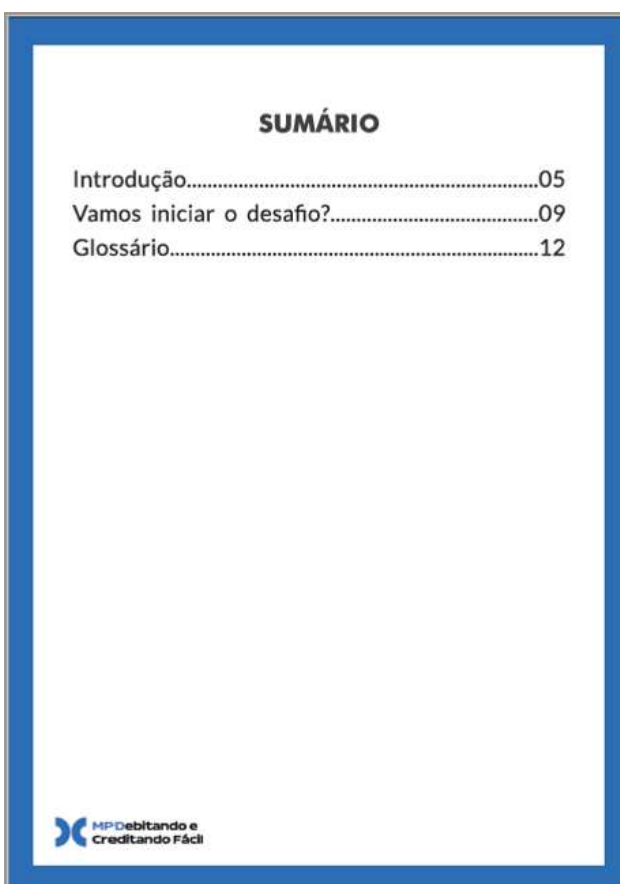 SUMÁRIO
Introdução..................................................................05
Vamos iniciar o desafio?.......................................09
Glossário.....................................................................12
MPDebitando e
Creditando Fácil